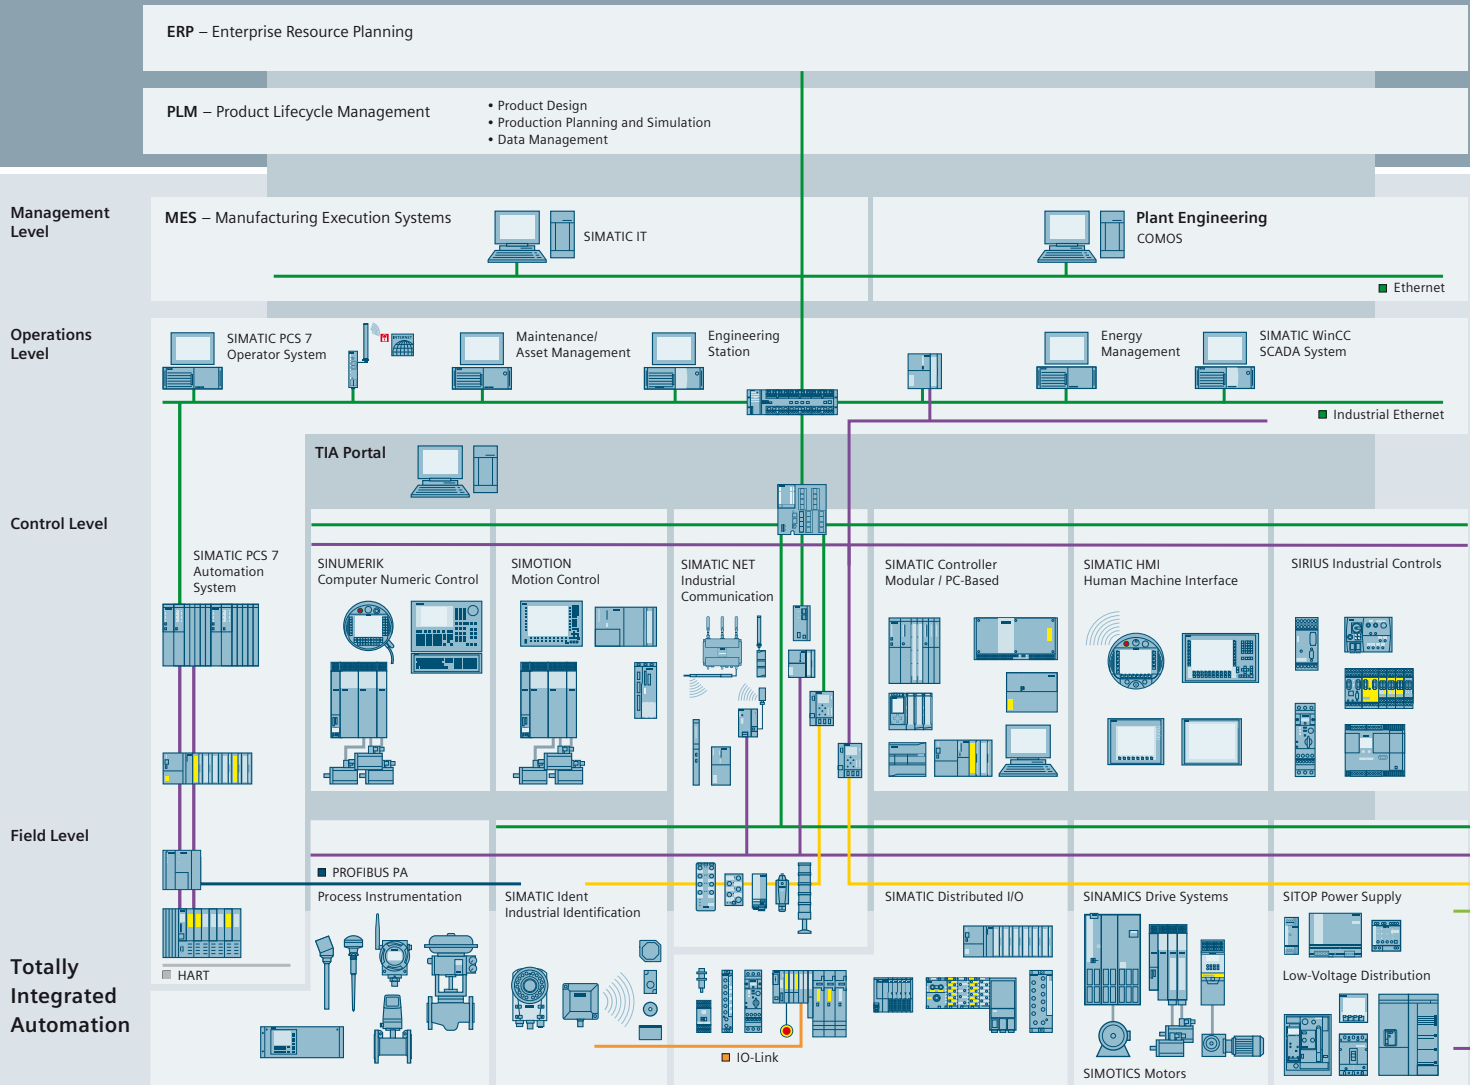 ERP – Enterprise Resource Planning
PLM – Product Lifecycle Management
• Product Design
• Production Planning and Simulation
• Data Management
Management
Level
MES – Manufacturing Execution Systems
SIMATIC IT
Plant Engineering
COMOS
Ethernet
Operations
Level
SIMATIC PCS 7
Operator System
INTERNET
Maintenance/
Asset Management
Engineering
Station
Energy
Management
SIMATIC WinCC
SCADA System
Industrial Ethernet
TIA Portal
Control Level
SIMATIC PCS 7
Automation
System
SINUMERIK
Computer Numeric Control
SIMOTION
Motion Control
SIMATIC NET
Industrial
Communication
SIMATIC Controller
Modular / PC-Based
SIMATIC HMI
Human Machine Interface
SIRIUS Industrial Controls
Field Level
PROFIBUS PA
Process Instrumentation
SIMATIC Ident
Industrial Identification
SIMATIC Distributed I/O
SINAMICS Drive Systems
SITOP Power Supply
Totally
Integrated
Automation
HART
Low-Voltage Distribution
IO-Link
SIMOTICS Motors